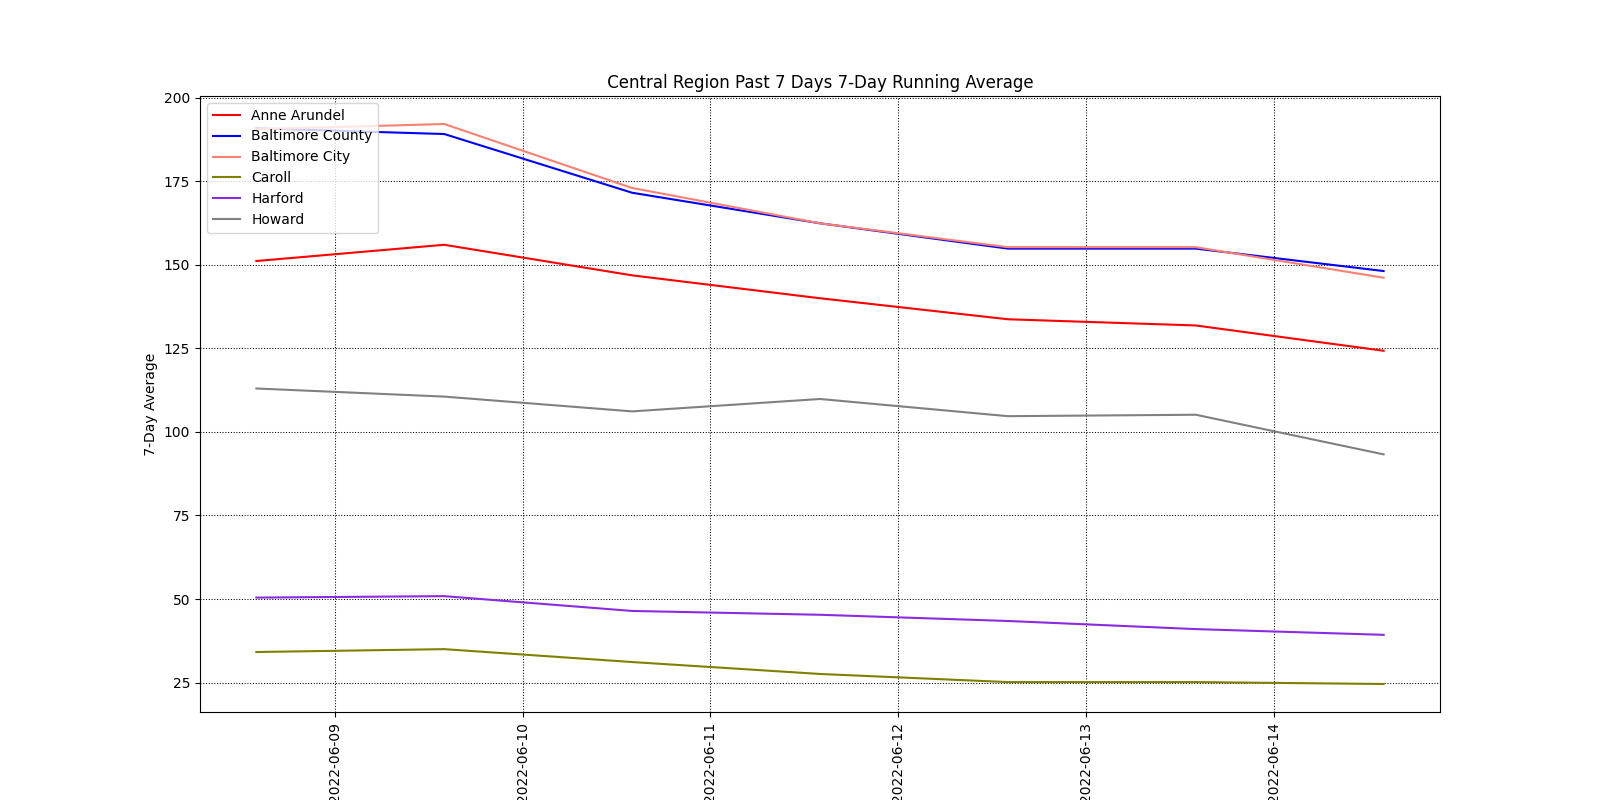 Central Region Past 7 Days 7-Day Running Average
200
175
150
125
100
75
50
25
7-Day Average
Anne Arundel
Baltimore County
Baltimore City
Caroll
Harford
Howard
2022-06-09
2022-06-10
2022-06-11
2022-06-12
2022-06-13
2022-06-14